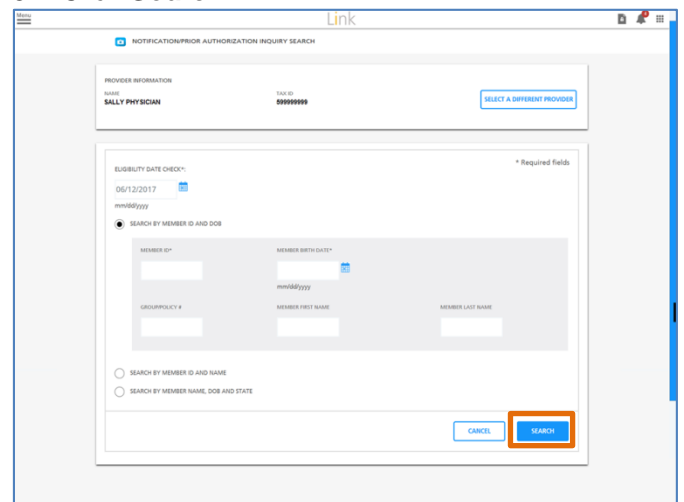 Menu
Link
NOTIFICATION/PRIOR AUTHORIZATION INQUIRY SEARCH
PROVIDER INFORMATION
NAME
TAX ID
SALLY PHYSICIAN
599999999
SELECT A DIFFERENT PROVIDER
* Required fields
ELIGIBILITY DATE CHECK*:
06/12/2017
mm/dd/yyyy
SEARCH BY MEMBER ID AND DOB
MEMBER ID*
MEMBER BIRTH DATE*
mm/dd/yyyy
GROUP/POLICY #
MEMBER FIRST NAME
MEMBER LAST NAME
SEARCH BY MEMBER ID AND NAME
SEARCH BY MEMBER NAME, DOB AND STATE
CANCEL
SEARCH